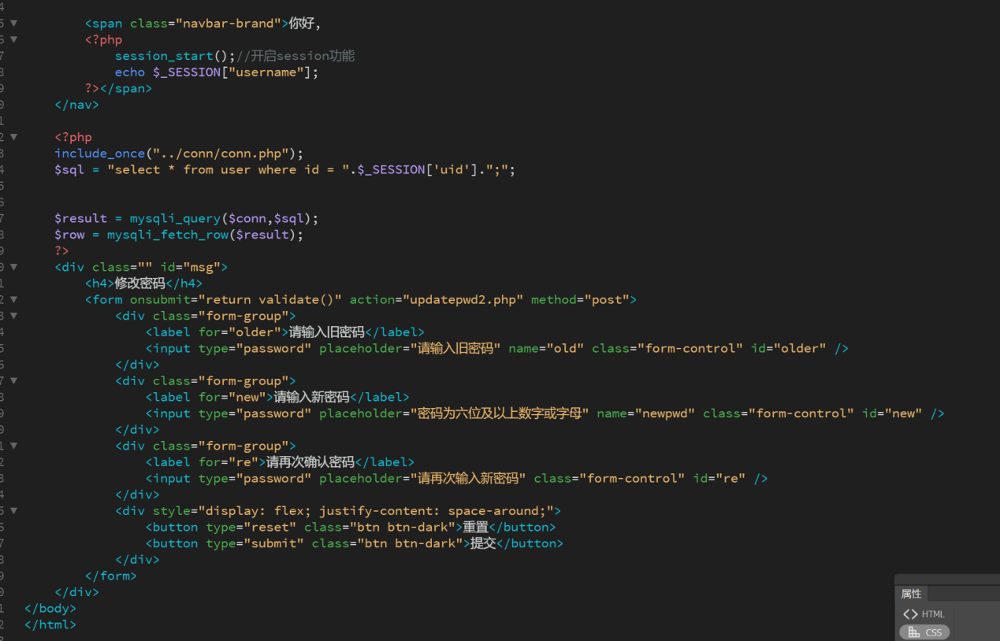 <span class="navbar-brand">你好,
<?php
session_start();//开启session功能
echo $_SESSION["username"];
?></span>
</nav>
<?php
include_once("../conn/conn.php");
$sql = "select * from user where id = ".$_SESSION['uid'].";";
$result = mysqli_query($conn,$sql);
$row = mysqli_fetch_row($result);
?>
<div class="" id="msg">
<h4>修改密码</h4>
<form onsubmit="return validate()" action="updatepwd2.php" method="post">
<div class="form-group">
<label for="older">请输入旧密码</label>
<input type="password" placeholder="请输入旧密码" name="old" class="form-control" id="older" />
</div>
<div class="form-group">
<label for="new">请输入新密码</label>
<input type="password" placeholder="密码为六位及以上数字或字母" name="newpwd" class="form-control" id="new" />
</div>
<div class="form-group">
<label for="re">请再次确认密码</label>
<input type="password" placeholder="请再次输入新密码" class="form-control" id="re" />
</div>
<div style="display: flex; justify-content: space-around;">
<button type="reset" class="btn btn-dark">重置</button>
<button type="submit" class="btn btn-dark">提交</button>
</div>
</form>
</div>
</body>
</html>
属性
<> HTML
CSS